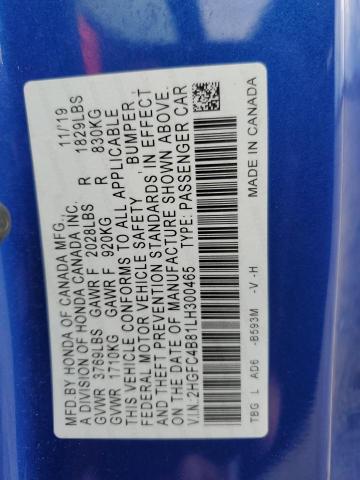 MFD.BY HONDA OF CANADA MFG., 11/19
A DIVISION OF HONDA CANADA INC.
GVWR 3769LBS GAWR F 2028LBS R 1829LBS
GVWR 1710KG GAWR F 920KG R 830KG
THIS VEHICLE CONFORMS TO ALL APPLICABLE
FEDERAL MOTOR VEHICLE SAFETY, BUMPER,
AND THEFT PREVENTION STANDARDS IN EFFECT
ON THE DATE OF MANUFACTURE SHOWN ABOVE.
V.I.N.:2HGFC4B81LH300465 TYPE: PASSENGER CAR
TBG L AD6 -B593M -V -H MADE IN CANADA